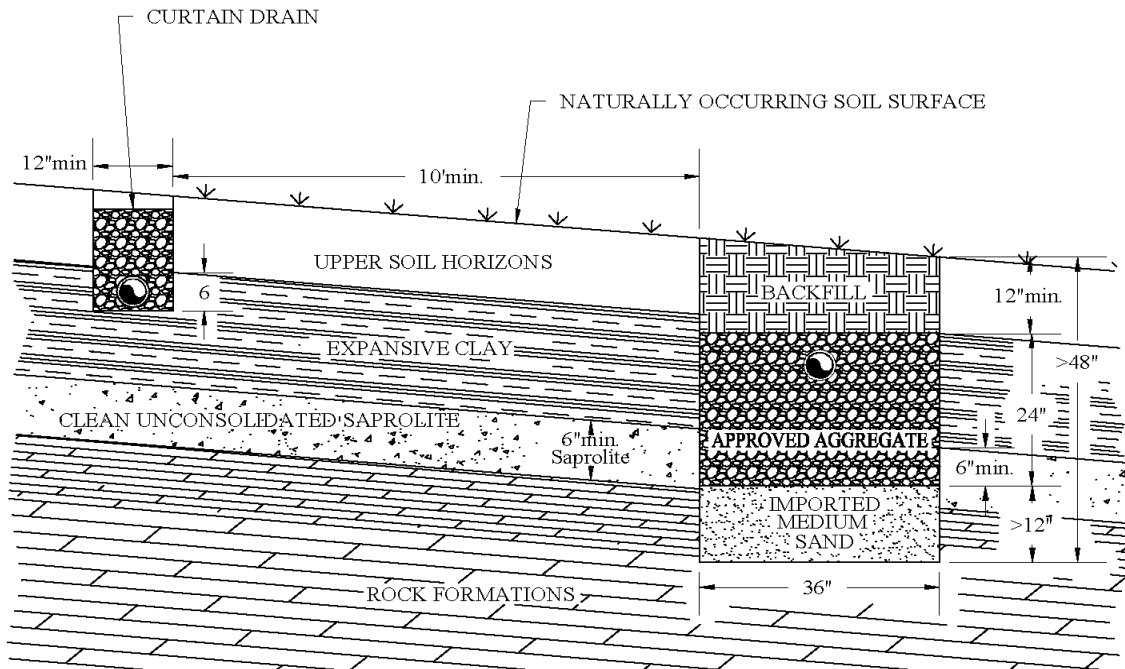 CURTAIN DRAIN
NATURALLY OCCURRING SOIL SURFACE
12"min
10'min.
UPPER SOIL HORIZONS
6
BACKFILL
12"min.
EXPANSIVE CLAY
>48"
24"
CLEAN UNCONSOLIDATED SAPROLITE
6"min.
Saprolite
APPROVED AGGREGATE
6"min.
IMPORTED
MEDIUM
SAND
>12"
ROCK FORMATIONS
36"